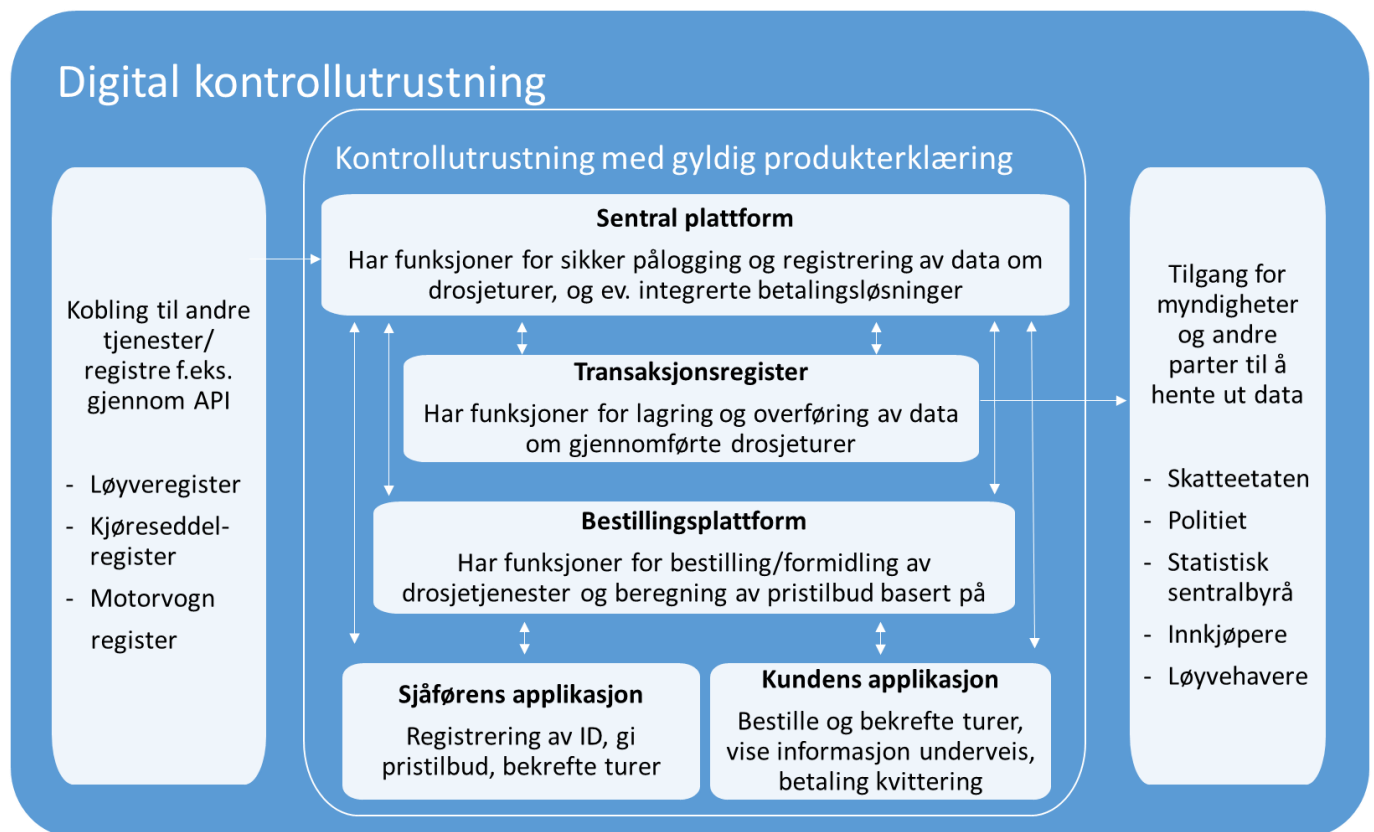 Digital kontrollutrustning
Kontrollutrustning med gyldig produkterklæring
Kobling til andre
tjenester/
registre f.eks.
gjennom API
- Løyveregister
- Kjøreseddel-
register
- Motorvogn
register
Sentral plattform
Har funksjoner for sikker pålogging og registrering av data om
drosjeturer, og ev. integrerte betalingsløsninger
Transaksjonsregister
Har funksjoner for lagring og overføring av data
om gjennomførte drosjeturer
Bestillingsplattform
Har funksjoner for bestilling/formidling av
drosjetjenester og beregning av pristilbud basert på
Sjåførens applikasjon
Registrering av ID, gi
pristilbud, bekrefte turer
Kundens applikasjon
Bestille og bekrefte turer,
vise informasjon underveis,
betaling kvittering
Tilgang for
myndigheter
og andre
parter til å
hente ut data
- Skatteetaten
- Politiet
- Statistisk
sentralbyrå
- Innkjøpere
- Løyvehavere